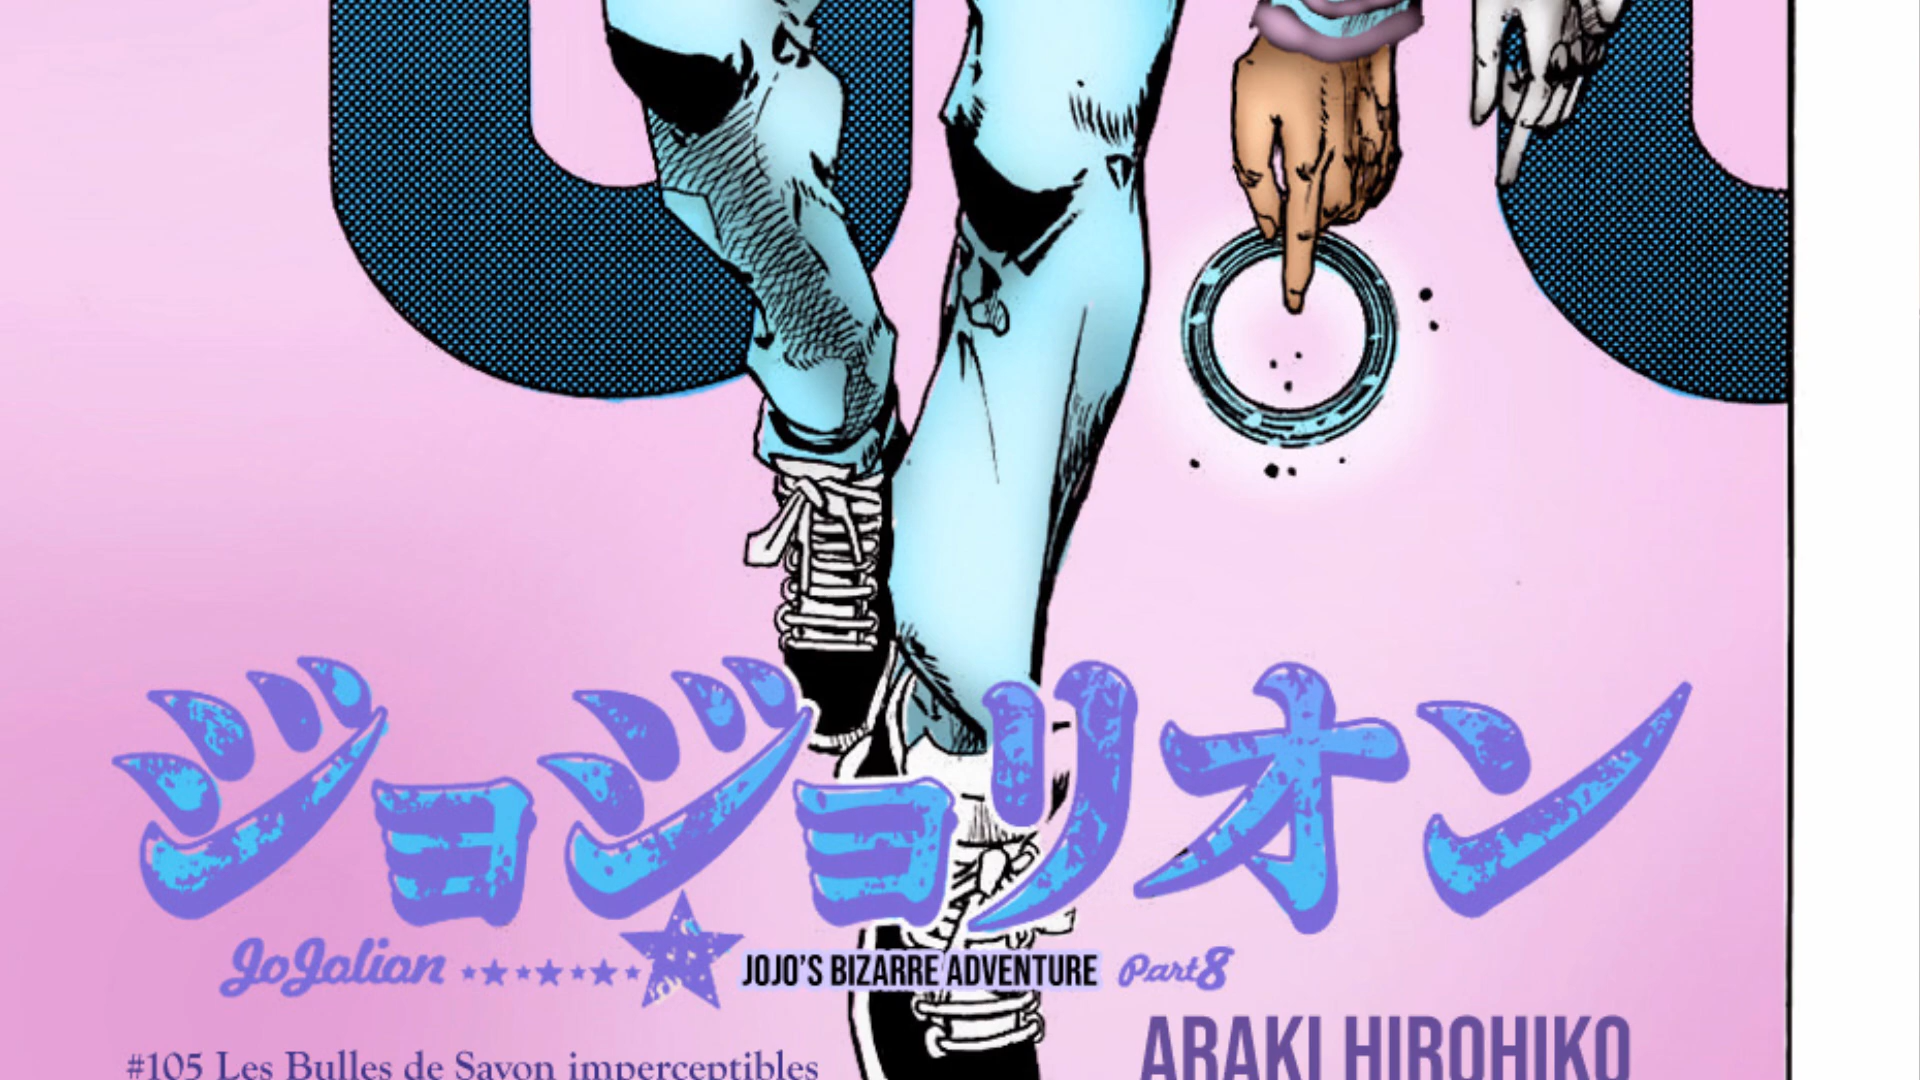 ジョジョリオン
JoJolion
JOJO'S BIZARRE ADVENTURE
Part8
#105 Les Bulles de Savon imperceptibles
ARAKI HIROHIKO